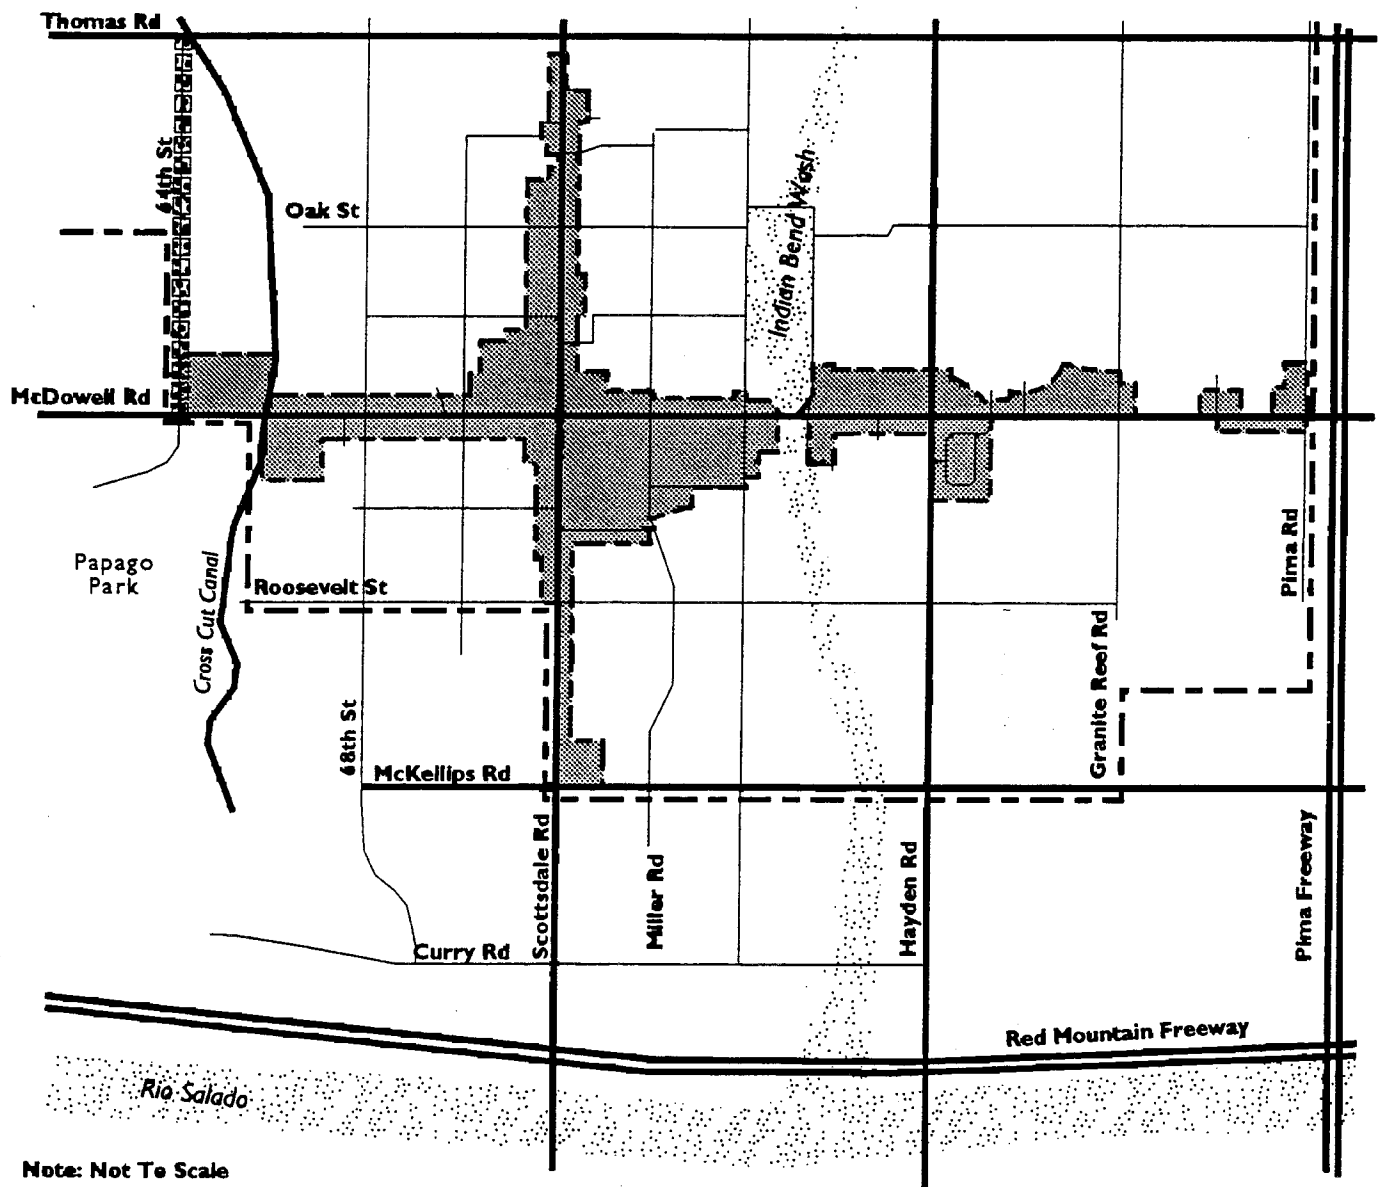 Thomas Rd
64th St
Oak St
Indian Bend Wash
McDowell Rd
Papago
Park
Cross Cut Canal
Roosevelt St
Pima Rd
Granite Reef Rd
68th St
McKellips Rd
Scottsdale Rd
Miller Rd
Hayden Rd
Pima Freeway
Curry Rd
Red Mountain Freeway
Rio Salado
Note: Not To Scale